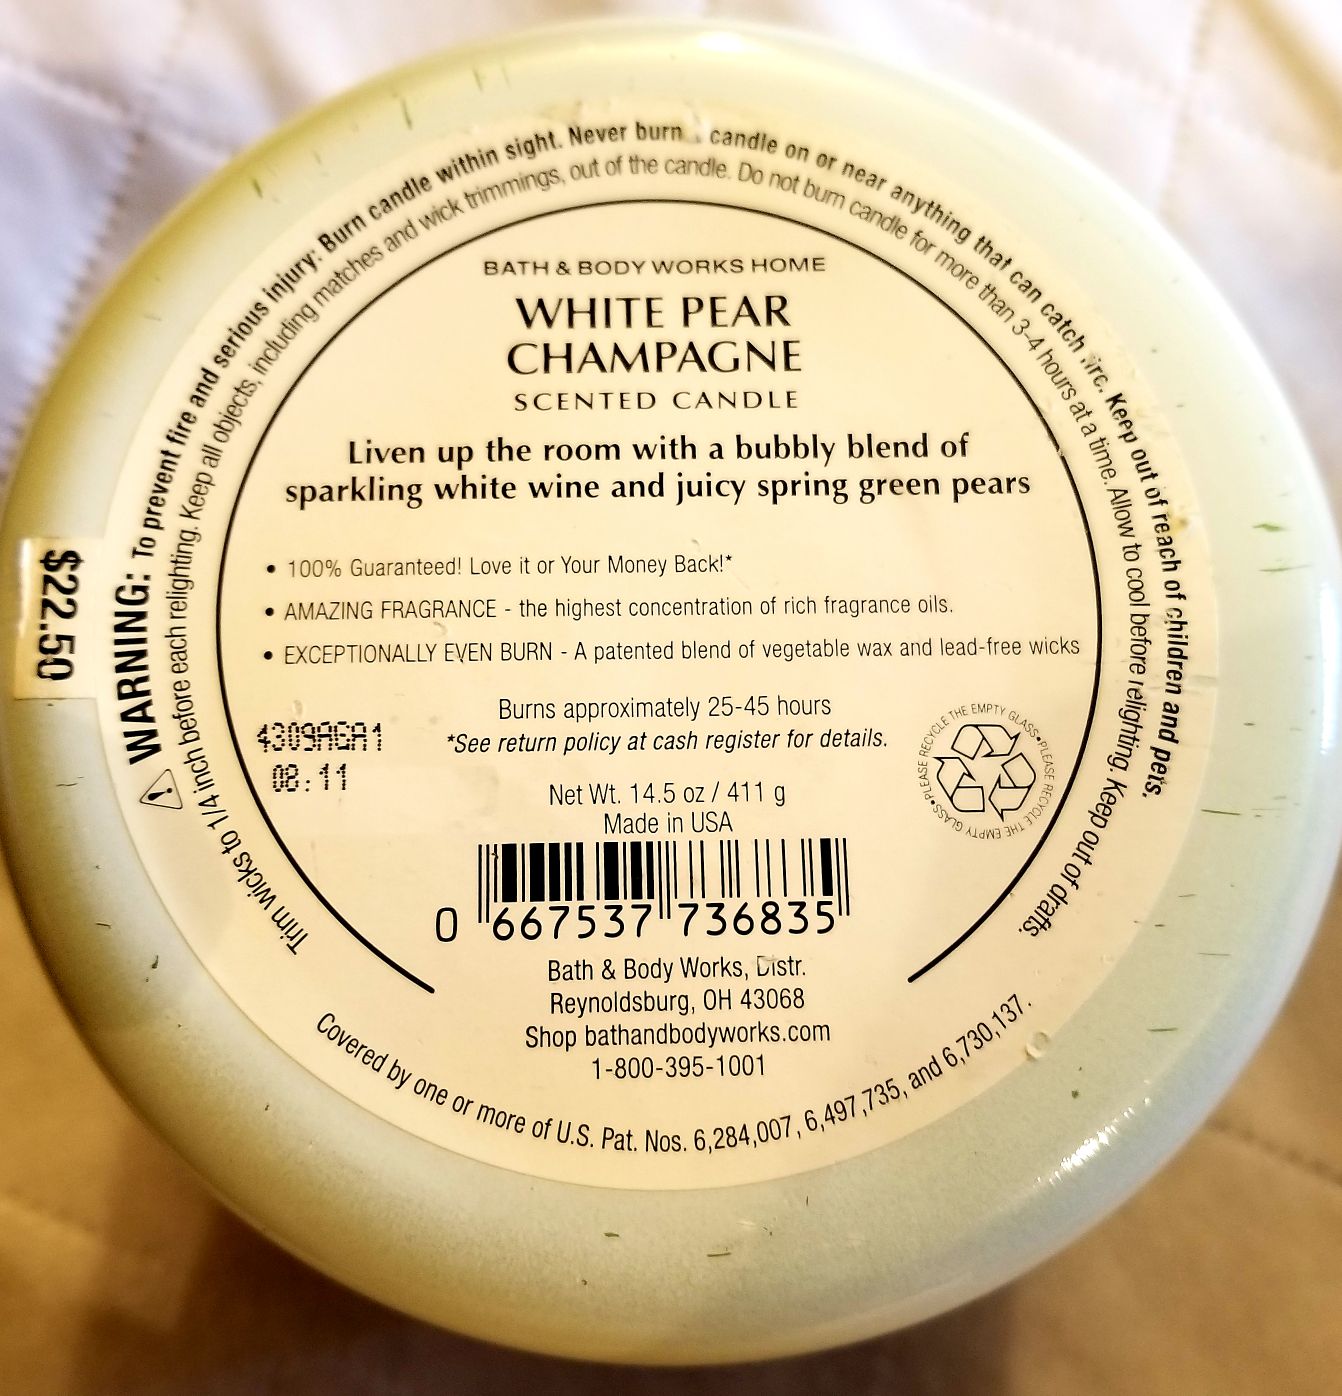 WARNING: To prevent fire and serious injury: Burn candle within sight. Never burn candle on or near anything that can catch Keep out of reach of children and pets.
Trim wicks to 1/4 inch before each relighting. Keep all objects, including matches and wick trimmings, out of the candle. Do not burn candle for more than 3-4 hours at a time. Allow to cool before relighting. Keep out of drafts.
BATH & BODY WORKS HOME
WHITE PEAR
CHAMPAGNE
SCENTED CANDLE
Liven up the room with a bubbly blend of
sparkling white wine and juicy spring green pears
• 100% Guaranteed! Love it or Your Money Back!*
• AMAZING FRAGRANCE - the highest concentration of rich fragrance oils.
• EXCEPTIONALLY EVEN BURN - A patented blend of vegetable wax and lead-free wicks
$22.50
Burns approximately 25-45 hours
*See return policy at cash register for details.
4309AGA1
08:11
PLEASE RECYCLE THE EMPTY GLASS•PLEASE RECYCLE THE EMPTY GLASS•
Net Wt. 14.5 oz / 411 g
Made in USA
0 667537 736835
Bath & Body Works, Distr.
Reynoldsburg, OH 43068
Shop bathandbodyworks.com
1-800-395-1001
Covered by one or more of U.S. Pat. Nos. 6,284,007, 6,497,735, and 6,730,137.